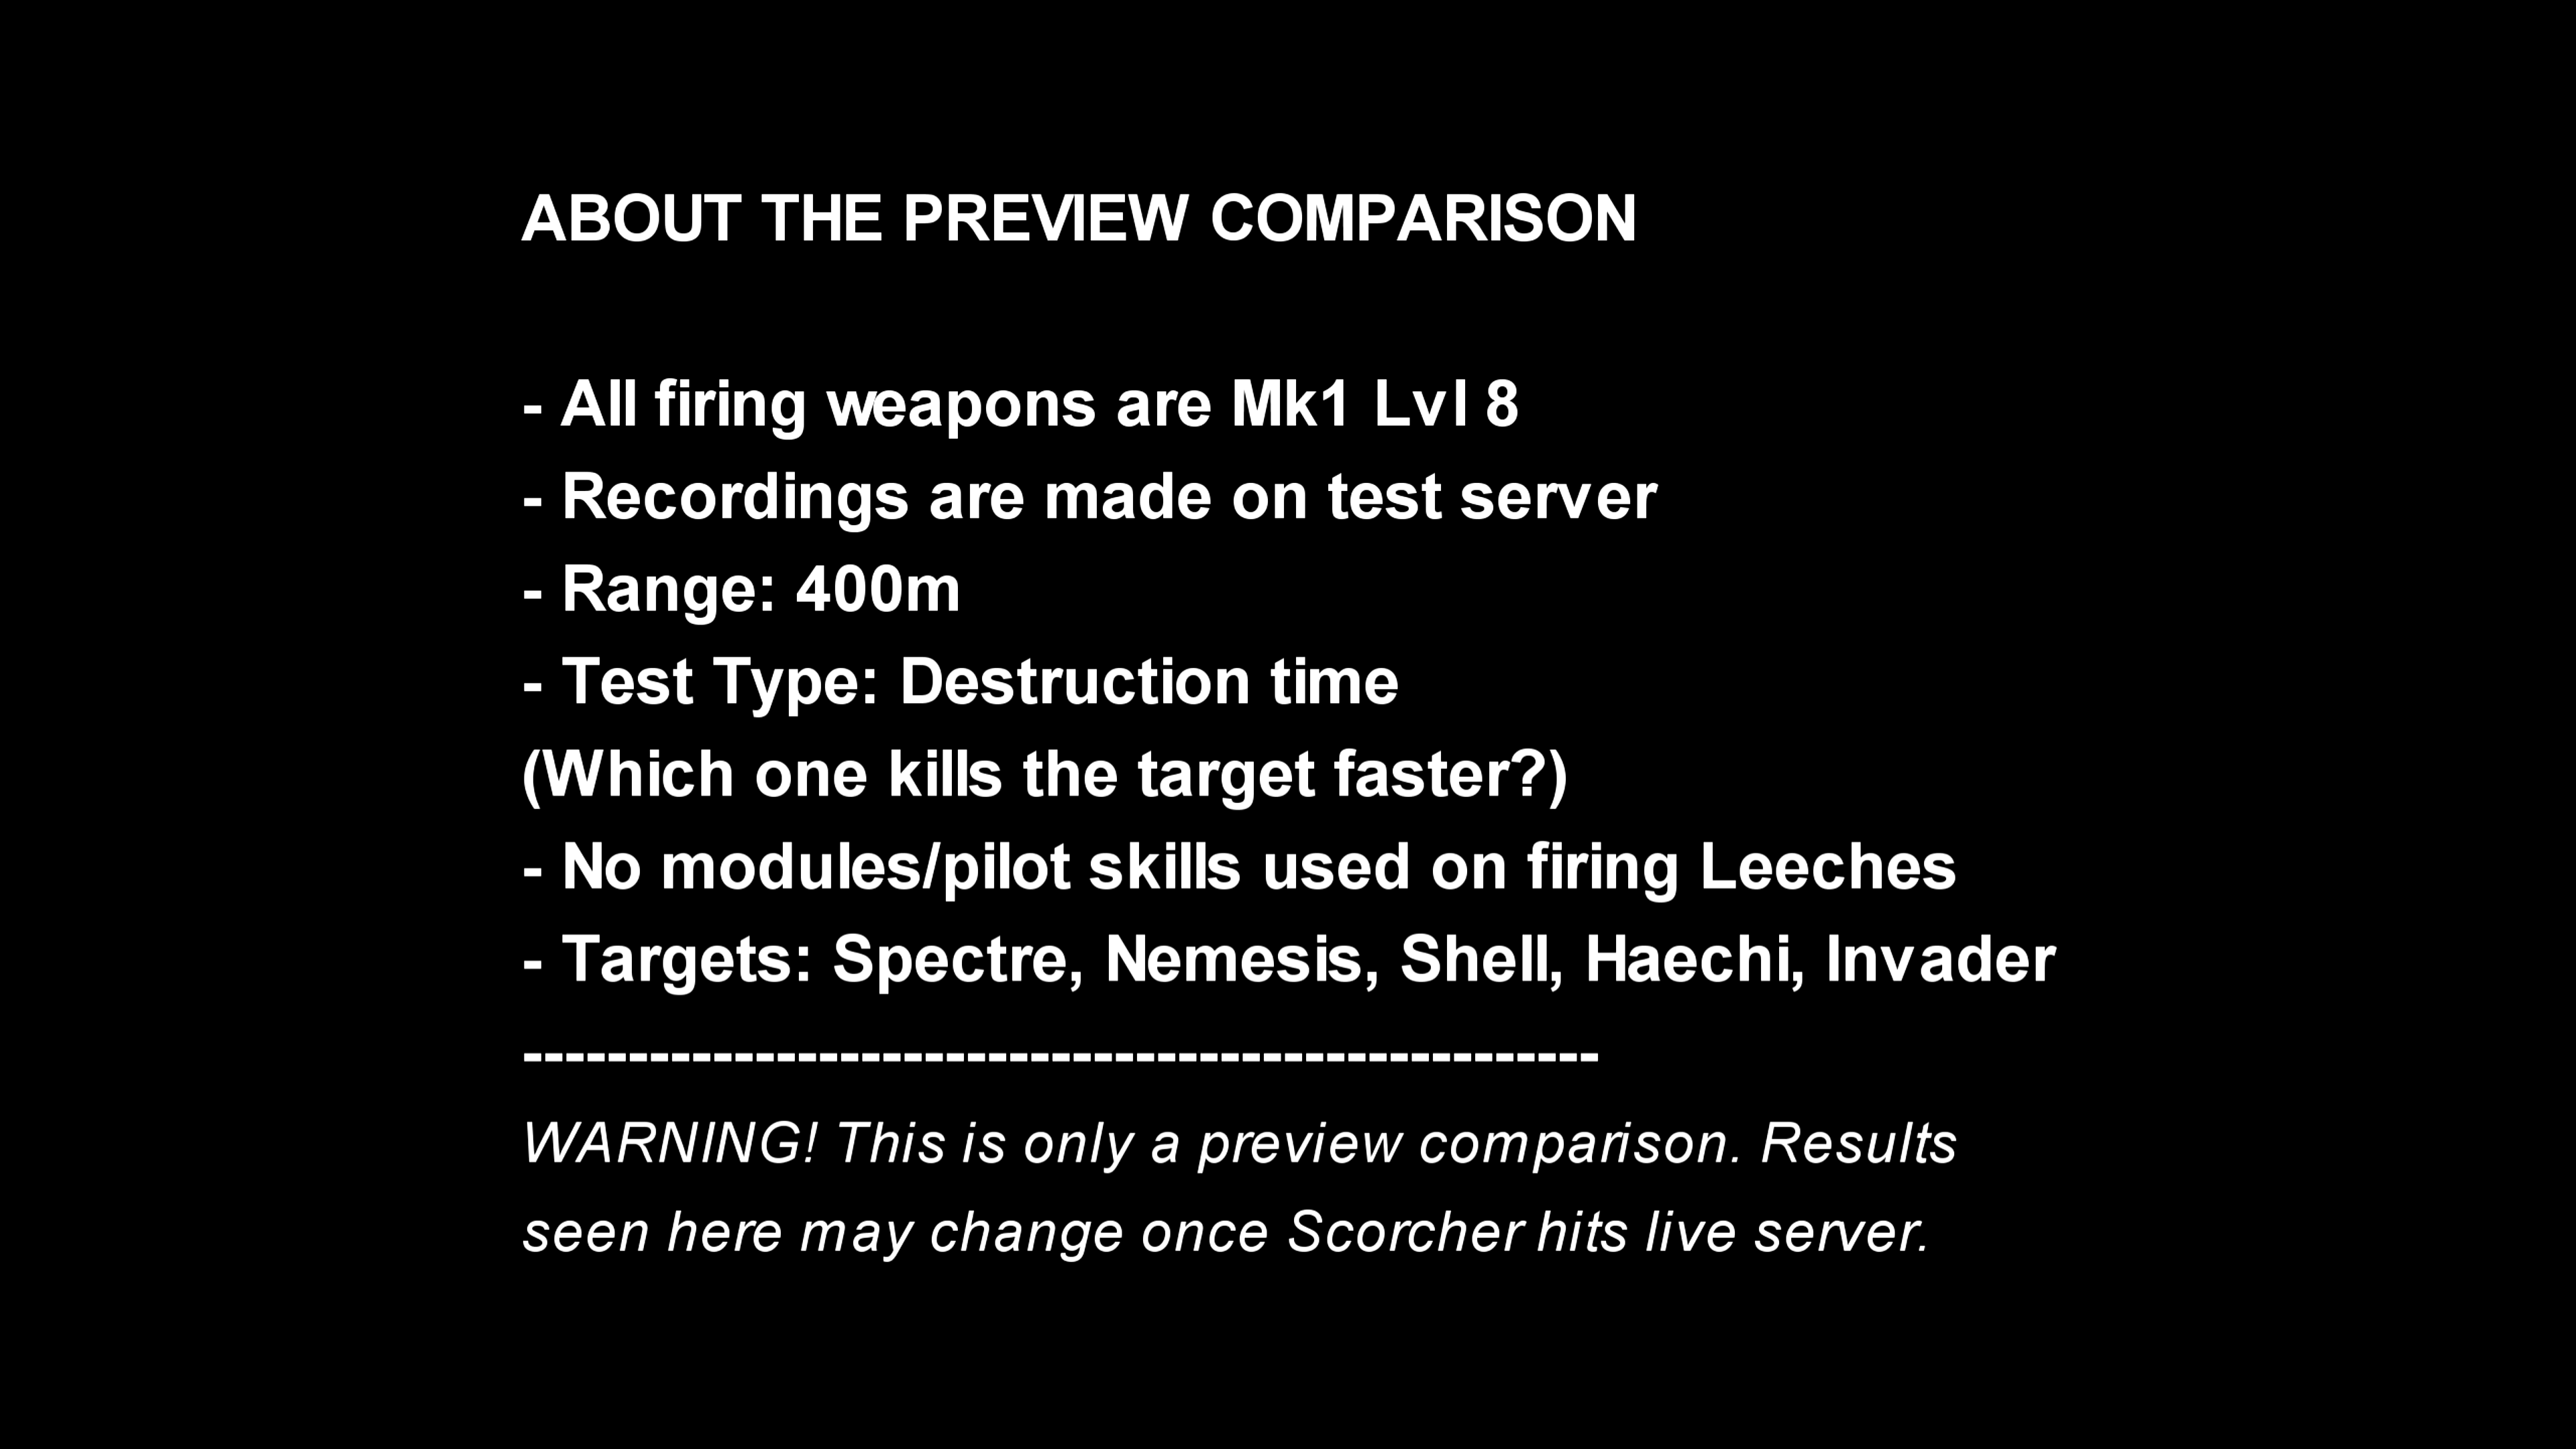 ABOUT THE PREVIEW COMPARISON
- All firing weapons are Mk1 Lvl 8
- Recordings are made on test server
- Range: 400m
- Test Type: Destruction time
(Which one kills the target faster?)
- No modules/pilot skills used on firing Leeches
- Targets: Spectre, Nemesis, Shell, Haechi, Invader
---------------------------------------------------
WARNING! This is only a preview comparison. Results
seen here may change once Scorcher hits live server.